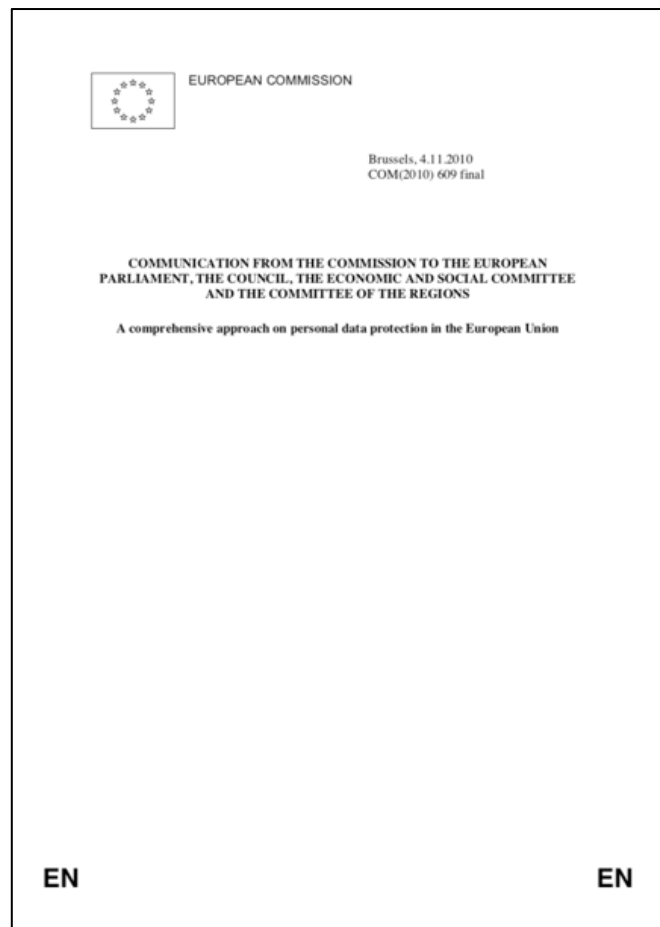 EUROPEAN COMMISSION
Brussels, 4.11.2010
COM(2010) 609 final
COMMUNICATION FROM THE COMMISSION TO THE EUROPEAN
PARLIAMENT, THE COUNCIL, THE ECONOMIC AND SOCIAL COMMITTEE
AND THE COMMITTEE OF THE REGIONS
A comprehensive approach on personal data protection in the European Union
EN EN